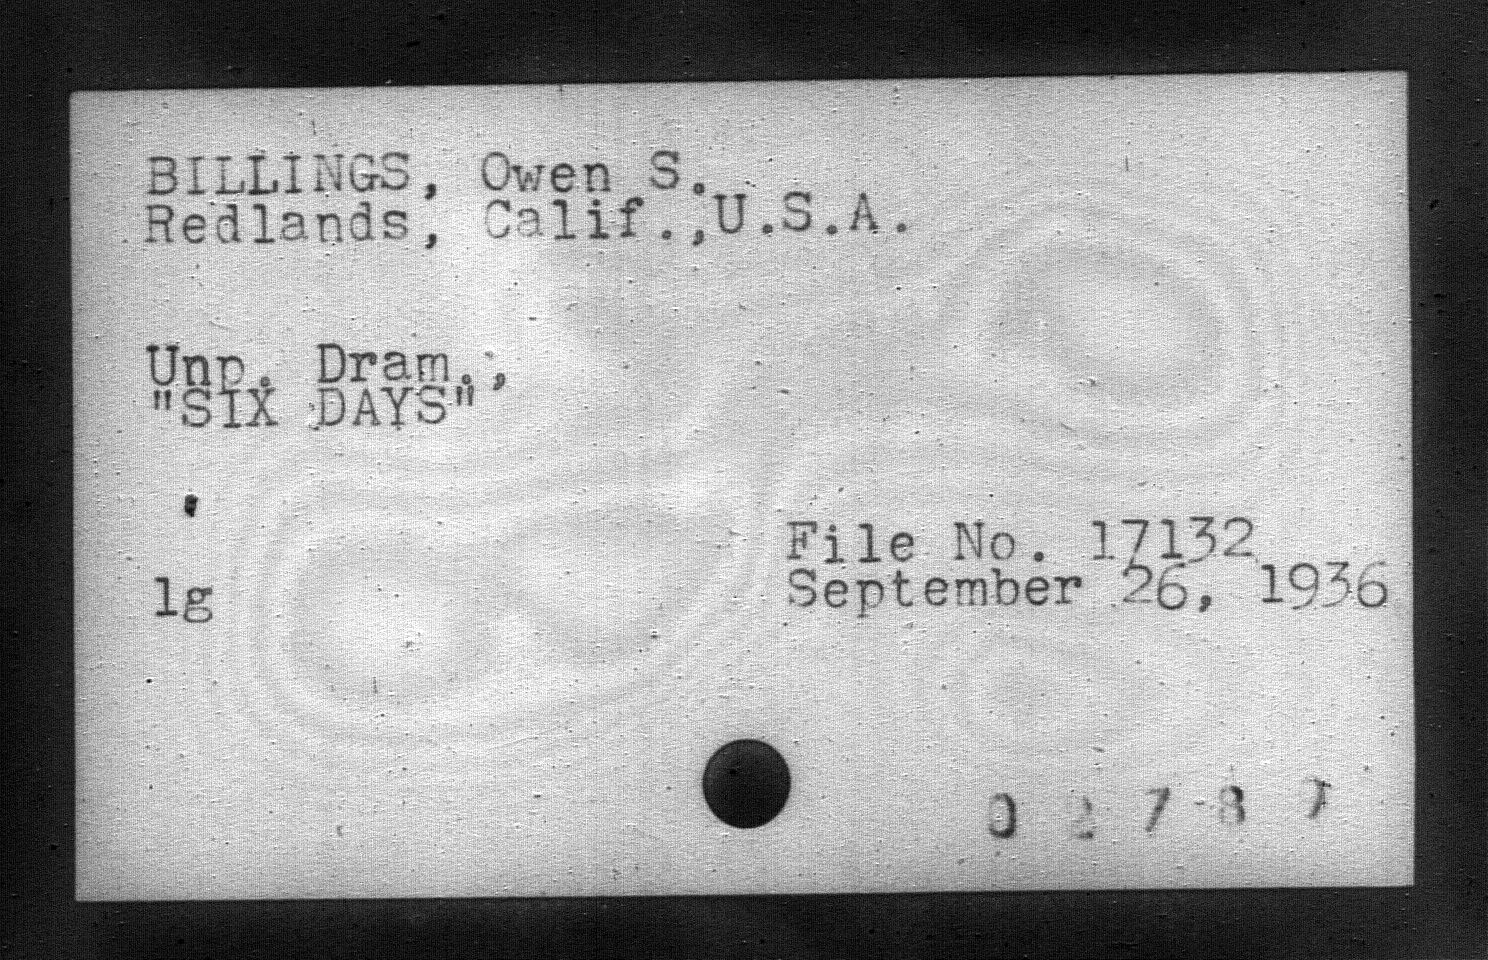 BILLINGS, Owen S.
Redlands, Calif.,U.S.A.
Unp. Dram.,
"SIX DAYS"
File No. 17132
lg September 26, 1936
0 2 7 8 7